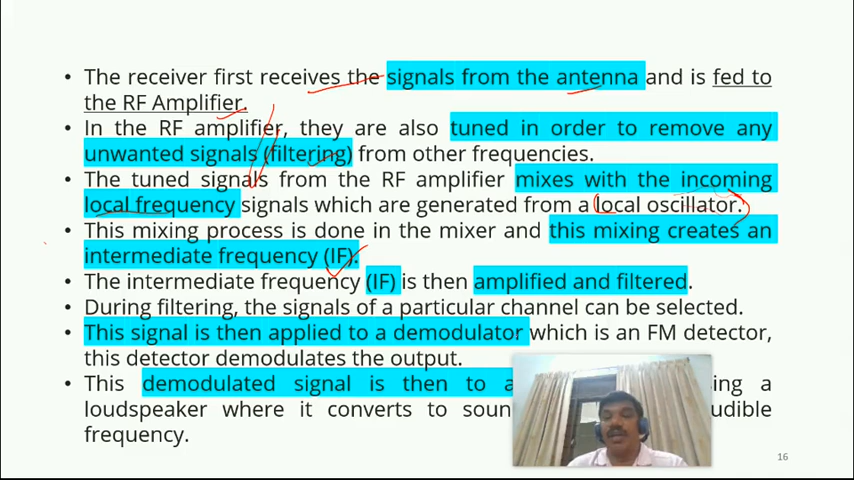 • The receiver first receives the signals from the antenna and is fed to
the RF Amplifier.
• In the RF amplifier, they are also tuned in order to remove any
unwanted signals (filtering) from other frequencies.
• The tuned signals from the RF amplifier mixes with the incoming
local frequency signals which are generated from a local oscillator.
• This mixing process is done in the mixer and this mixing creates an
intermediate frequency (IF).
• The intermediate frequency (IF) is then amplified and filtered.
• During filtering, the signals of a particular channel can be selected.
• This signal is then applied to a demodulator which is an FM detector,
this detector demodulates the output.
• This demodulated signal is then to a
loudspeaker where it converts to
frequency.
16